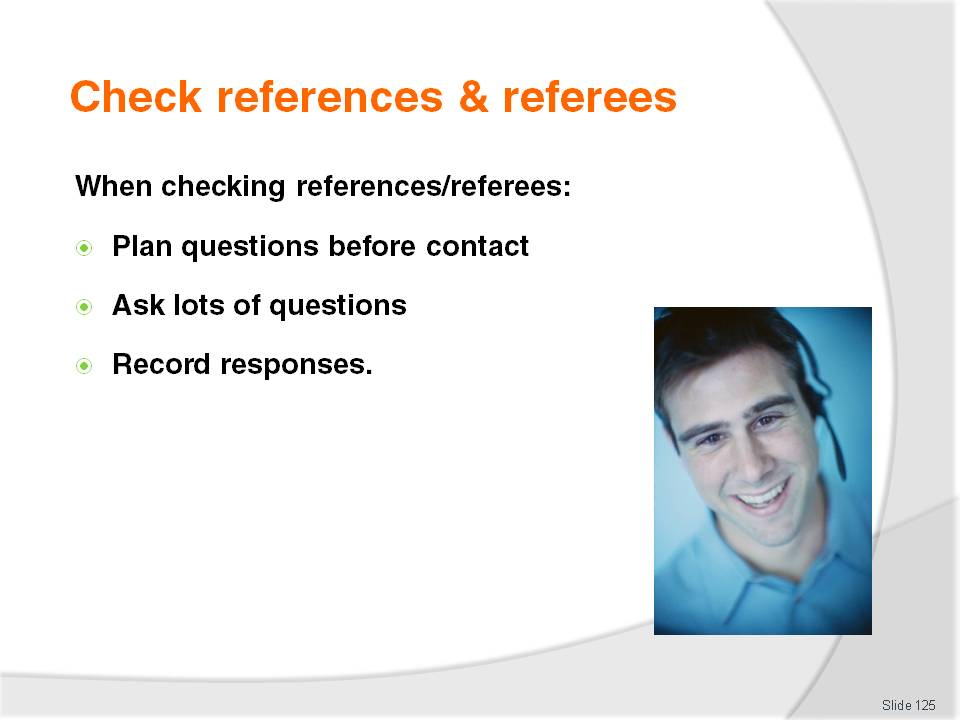 Check references & referees
When checking references/referees:
Plan questions before contact
Ask lots of questions
Record responses.
Slide 125